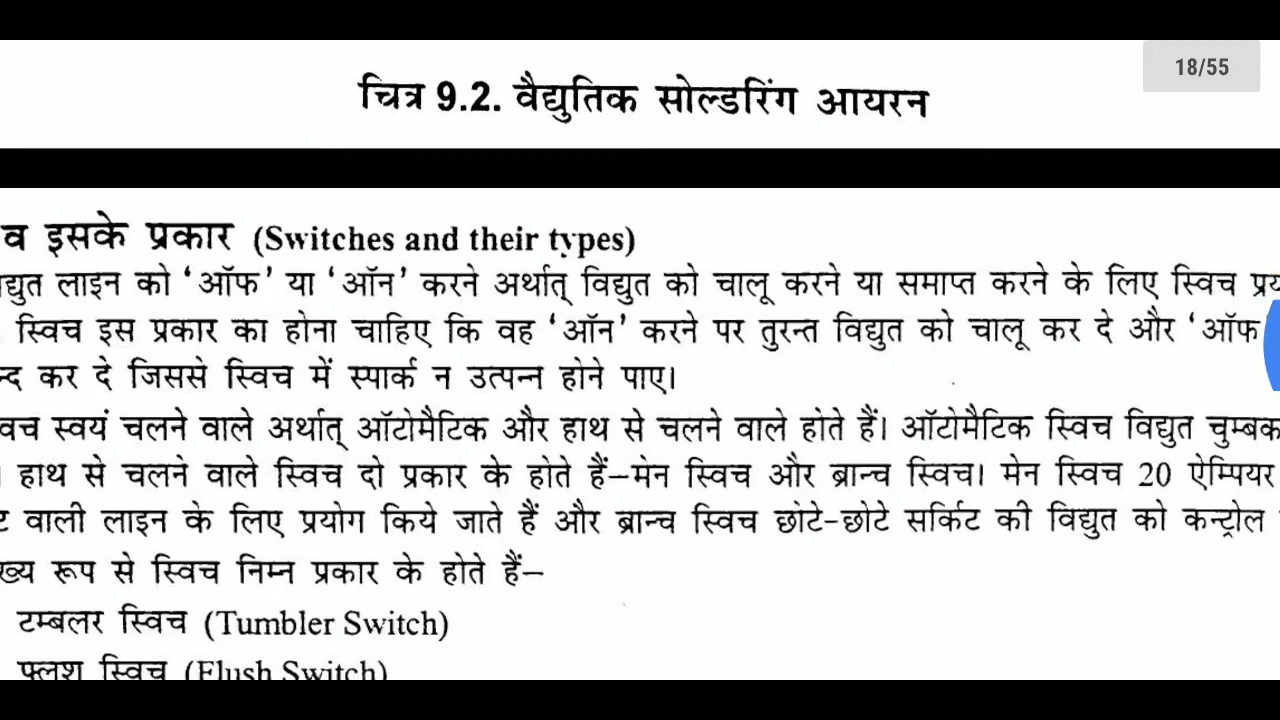 18/55
चित्र 9.2. वैद्युतिक सोल्डरिंग आयरन
व इसके प्रकार (Switches and their types)
द्युत लाइन को ‘ऑफ’ या ‘ऑन’ करने अर्थात् विद्युत को चालू करने या समाप्त करने के लिए स्विच
स्विच इस प्रकार का होना चाहिए कि वह ‘ऑन’ करने पर तुरन्त विद्युत को चालू कर दे और ‘ऑफ
न्द कर दे जिससे स्विच में स्पार्क न उत्पन्न होने पाए।
वच स्वयं चलने वाले अर्थात् ऑटोमैटिक और हाथ से चलने वाले होते हैं। ऑटोमैटिक स्विच विद्युत चुम्बक
। हाथ से चलने वाले स्विच दो प्रकार के होते हैं–मेन स्विच और ब्रान्च स्विच। मेन स्विच 20 ऐम्पियर
वाली लाइन के लिए प्रयोग किये जाते हैं और ब्रान्च स्विच छोटे-छोटे सर्किट की विद्युत को कन्ट्रोल
ख्य रूप से स्विच निम्न प्रकार के होते हैं–
टम्बलर स्विच (Tumbler Switch)
फ्लश स्विच (Flush Switch)